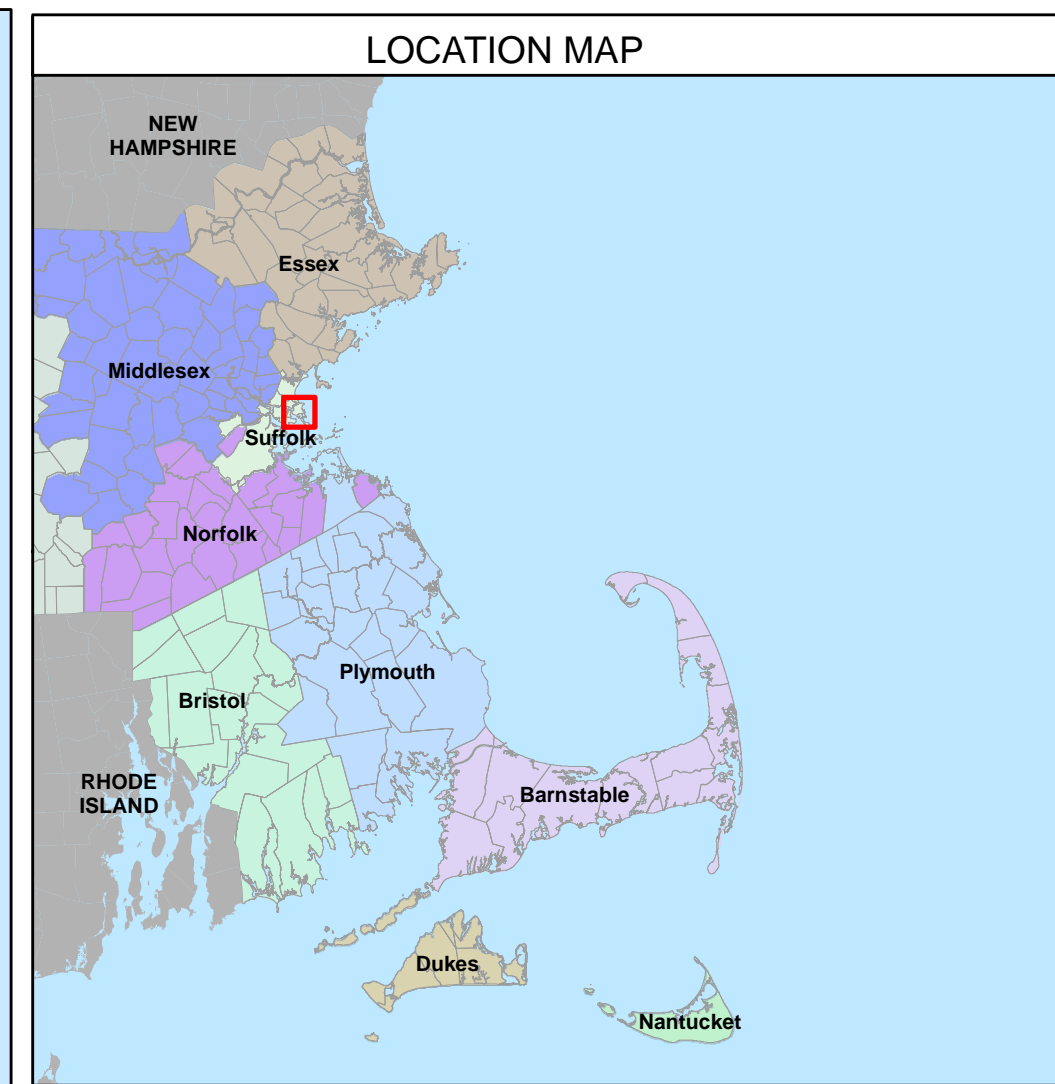 LOCATION MAP
NEW
HAMPSHIRE
Essex
Middlesex
Suffolk
Norfolk
Plymouth
Bristol
RHODE
ISLAND
Barnstable
Dukes
Nantucket